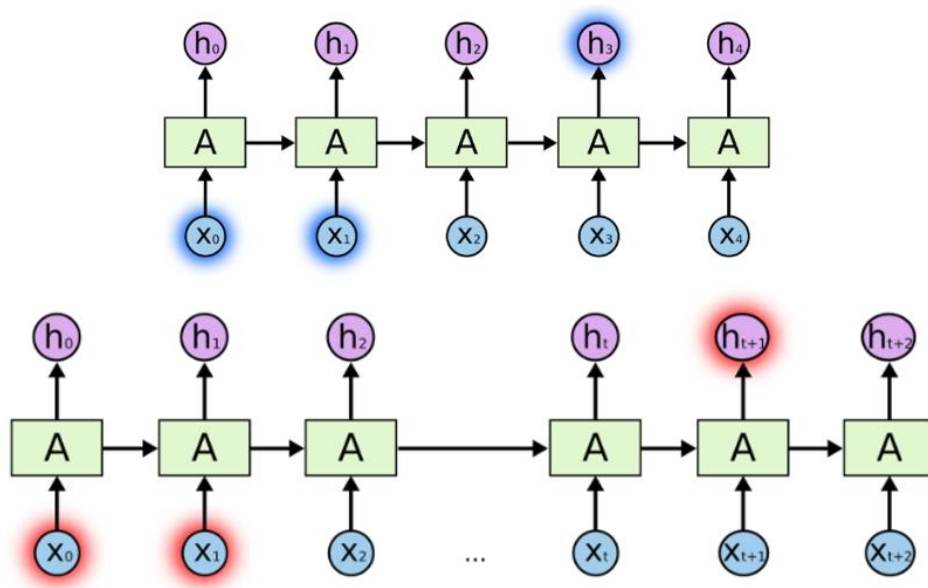 h₀ h₁ h₂ h₃ h₄
A A A A A
x₀ x₁ x₂ x₃ x₄
h₀ h₁ h₂ hₜ hₜ₊₁ hₜ₊₂
A A A A A A
x₀ x₁ x₂ ... xₜ xₜ₊₁ xₜ₊₂